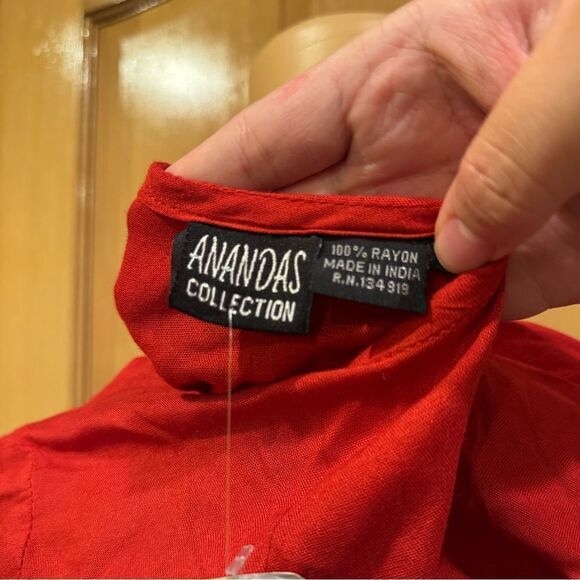 ANANDAS
COLLECTION
100% RAYON
MADE IN INDIA
R.N.134919